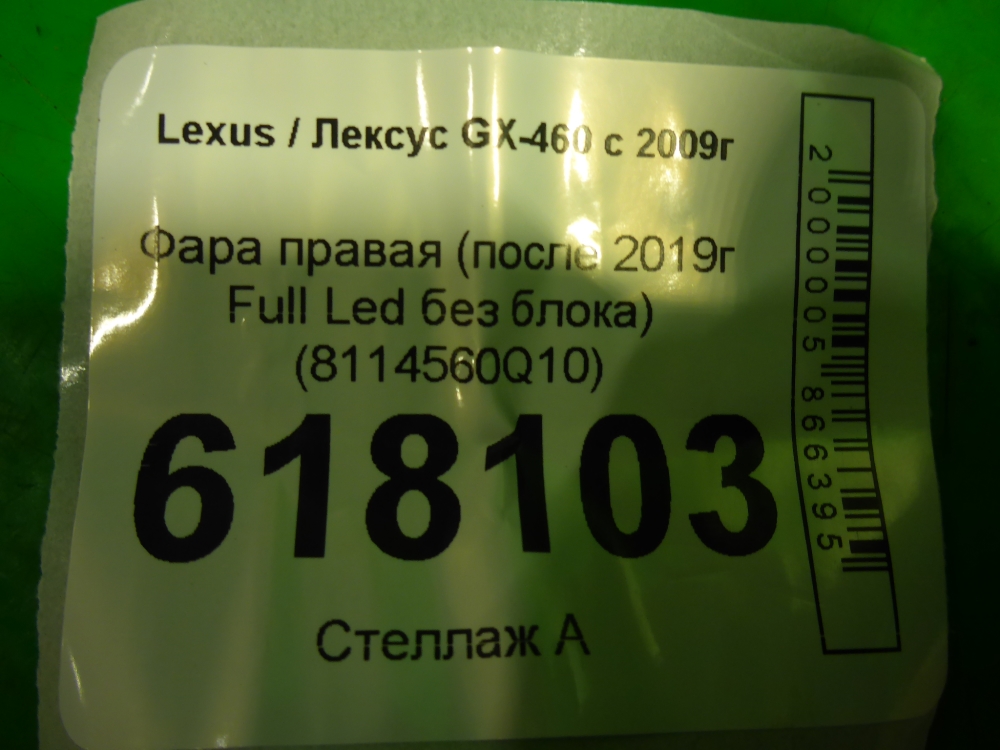 Lexus / Лексус GX-460 с 2009г
Фара правая (после 2019г
Full Led без блока)
(8114560Q10)
618103
Стеллаж А
2000005866395